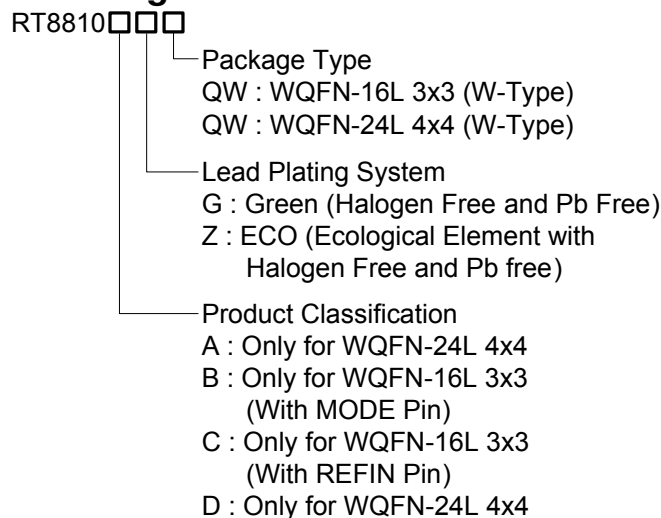 RT8810□□□
Package Type
QW : WQFN-16L 3x3 (W-Type)
QW : WQFN-24L 4x4 (W-Type)
Lead Plating System
G : Green (Halogen Free and Pb Free)
Z : ECO (Ecological Element with
Halogen Free and Pb free)
Product Classification
A : Only for WQFN-24L 4x4
B : Only for WQFN-16L 3x3
(With MODE Pin)
C : Only for WQFN-16L 3x3
(With REFIN Pin)
D : Only for WQFN-24L 4x4